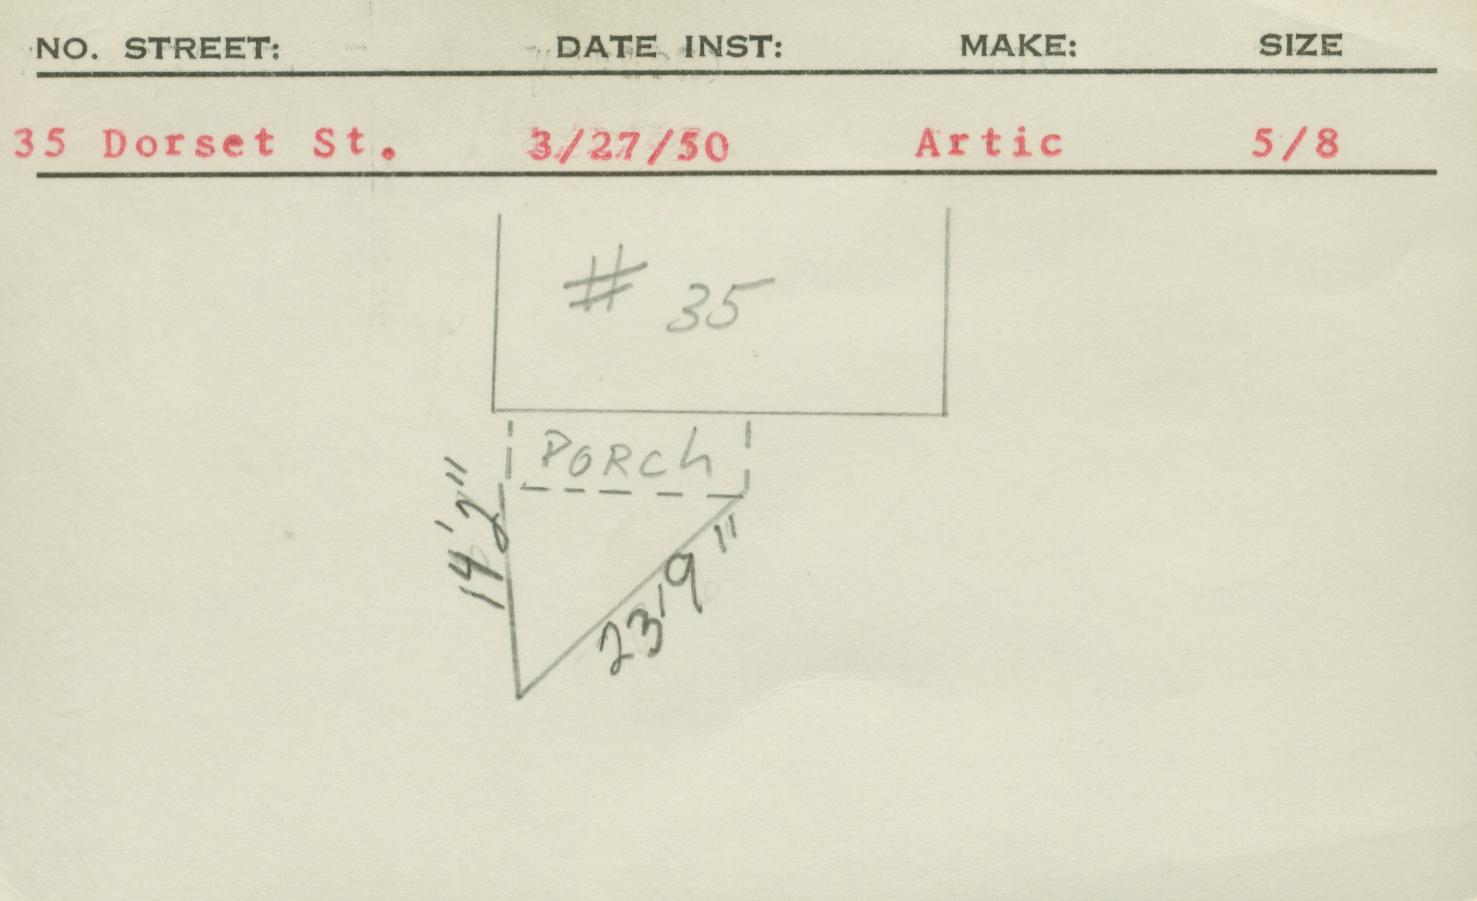 NO. STREET: DATE INST: MAKE: SIZE
35 Dorset St. 3/27/50 Artic 5/8
# 35
PORCh
14'2"
23'9"